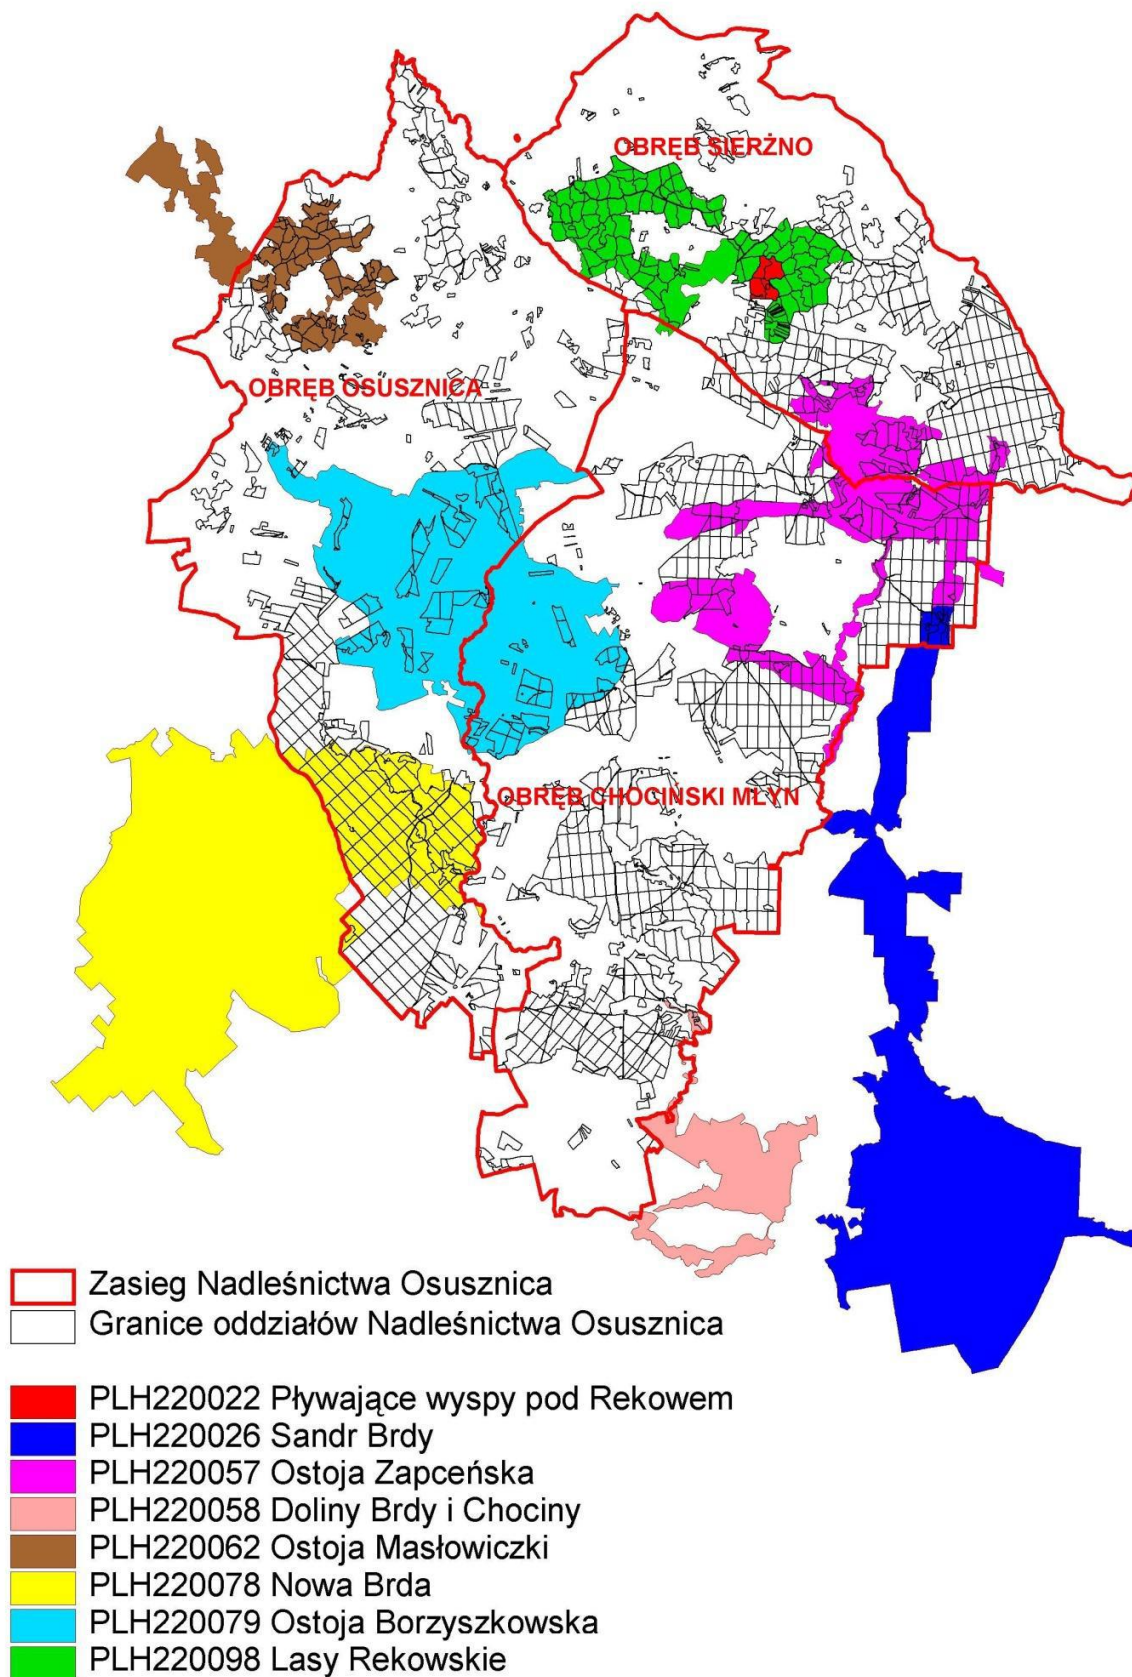 OBRĘB SIERŻNO
OBRĘB OSUSZNICA
OBRĘB CHOCIŃSKI MŁYN
Zasieg Nadleśnictwa Osusznica
Granice oddziałów Nadleśnictwa Osusznica
PLH220022 Pływające wyspy pod Rekowem
PLH220026 Sandr Brdy
PLH220057 Ostoja Zapceńska
PLH220058 Doliny Brdy i Chociny
PLH220062 Ostoja Masłowiczki
PLH220078 Nowa Brda
PLH220079 Ostoja Borzyszkowska
PLH220098 Lasy Rekowskie